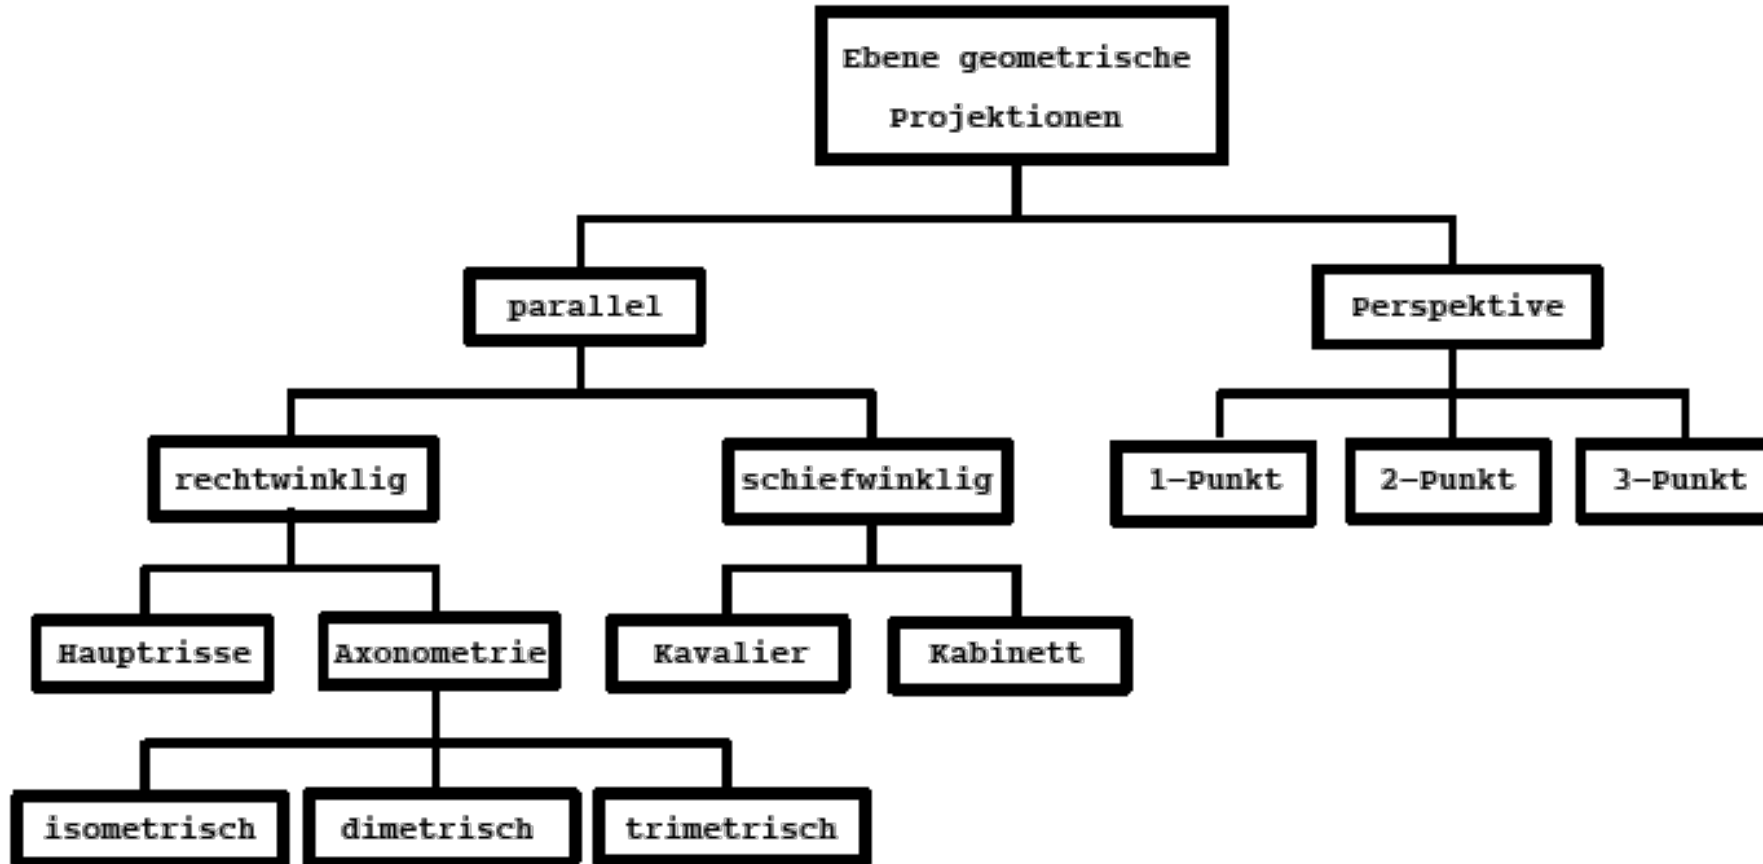 Ebene geometrische
Projektionen
parallel
Perspektive
rechtwinklig
schiefwinklig
1-Punkt
2-Punkt
3-Punkt
Hauptrisse
Axonometrie
Kavalier
Kabinett
isometrisch
dimetrisch
trimetrisch